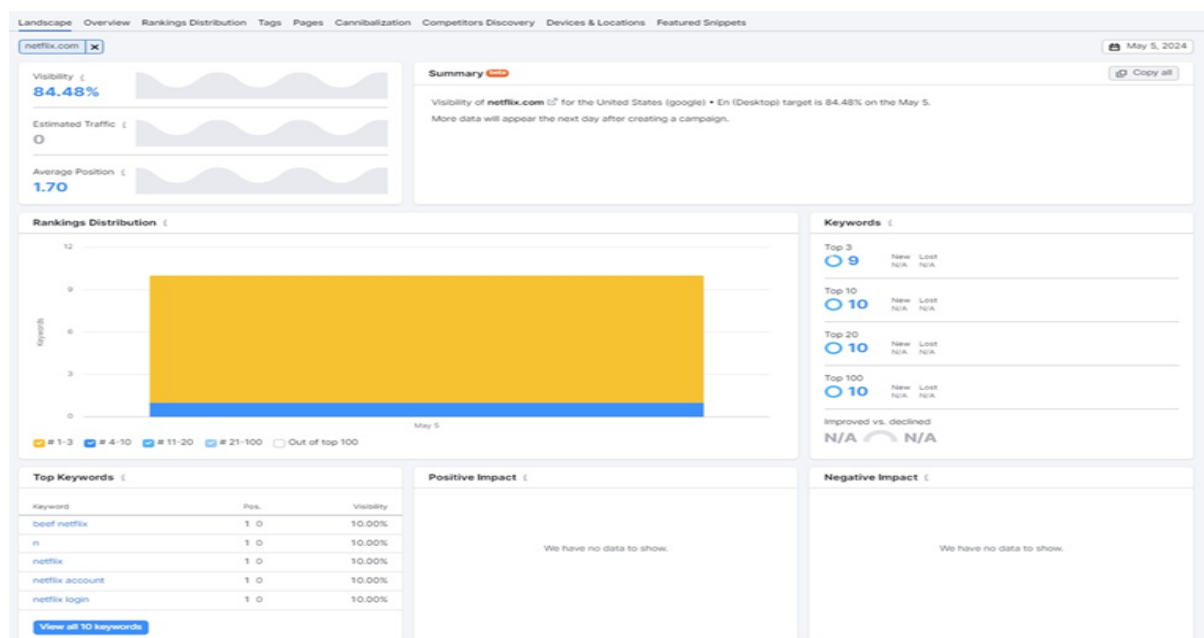 Landscape Overview Rankings Distribution Tags Pages Cannibalization Competitors Discovery Devices & Locations Featured Snippets
netflix.com
May 5, 2024
Visibility
84.48%
Estimated Traffic
0
Average Position
1.70
Summary beta
Copy all
Visibility of netflix.com for the United States (google) • En (Desktop) target is 84.48% on the May 5.
More data will appear the next day after creating a campaign.
Rankings Distribution
12
9
6
3
0
Keywords
May 5
# 1-3 # 4-10 # 11-20 # 21-100 Out of top 100
Keywords
Top 3
9 New N/A Lost N/A
Top 10
10 New N/A Lost N/A
Top 20
10 New N/A Lost N/A
Top 100
10 New N/A Lost N/A
Improved vs. declined
N/A N/A
Top Keywords
Keyword Pos. Visibility
beef netflix 1 0 10.00%
n 1 0 10.00%
netflix 1 0 10.00%
netflix account 1 0 10.00%
netflix login 1 0 10.00%
View all 10 keywords
Positive Impact
We have no data to show.
Negative Impact
We have no data to show.